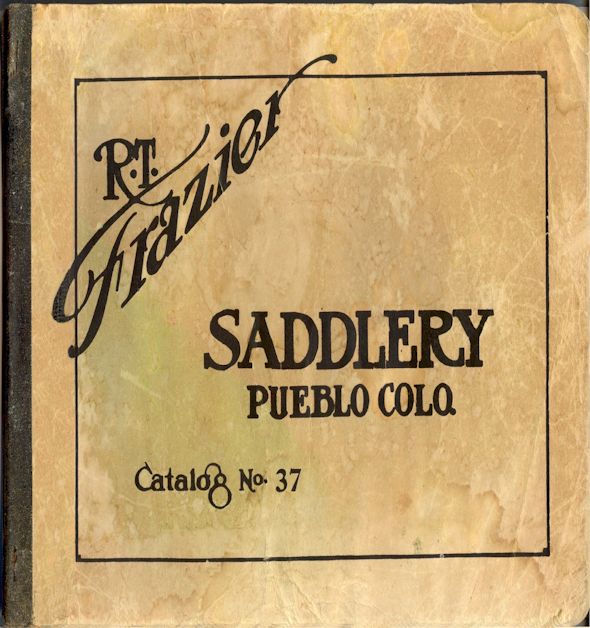 R.T.
Frazier
SADDLERY
PUEBLO COLO.
Catalog No. 37